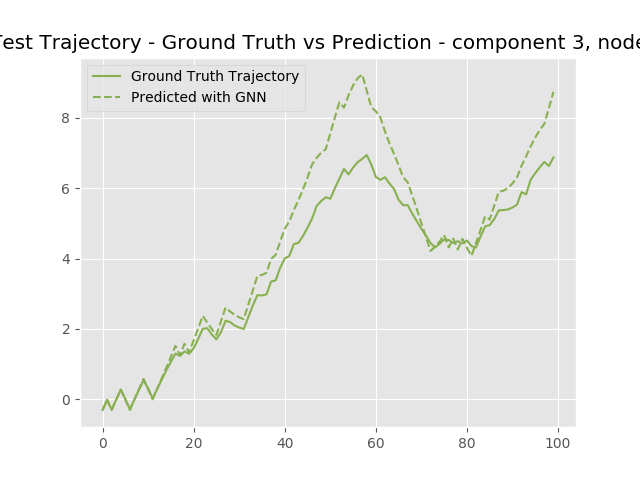 Test Trajectory - Ground Truth vs Prediction - component 3, node
Ground Truth Trajectory
Predicted with GNN
8
6
4
2
0
0 20 40 60 80 100